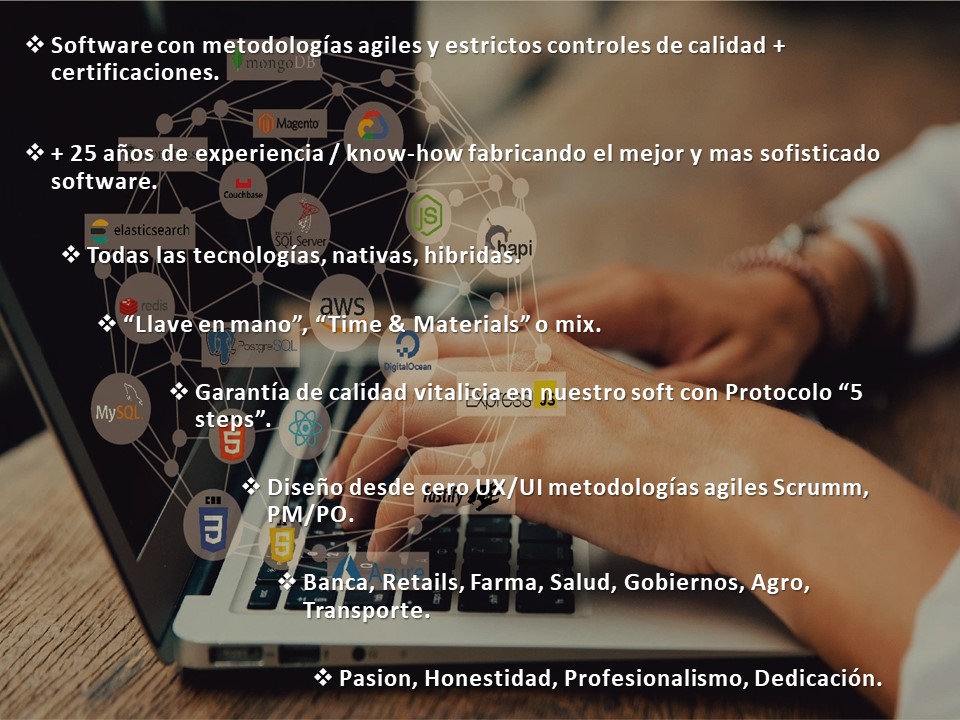 ❖ Software con metodologías agiles y estrictos controles de calidad +
certificaciones.
mongoDB
Magento
❖ + 25 años de experiencia / know-how fabricando el mejor y mas sofisticado
software.
Couchbase
elasticsearch
Microsoft
SQL Server
JS
hapi
❖ Todas las tecnologías, nativas, hibridas.
redis
aws
❖ “Llave en mano”, “Time & Materials” o mix.
PostgreSQL
DigitalOcean
❖ Garantía de calidad vitalicia en nuestro soft con Protocolo “5
steps”.
MySQL
Express JS
5
❖ Diseño desde cero UX/UI metodologías agiles Scrumm,
PM/PO.
fastify
CSS
3
5
Azure
❖ Banca, Retails, Farma, Salud, Gobiernos, Agro,
Transporte.
❖ Pasion, Honestidad, Profesionalismo, Dedicación.